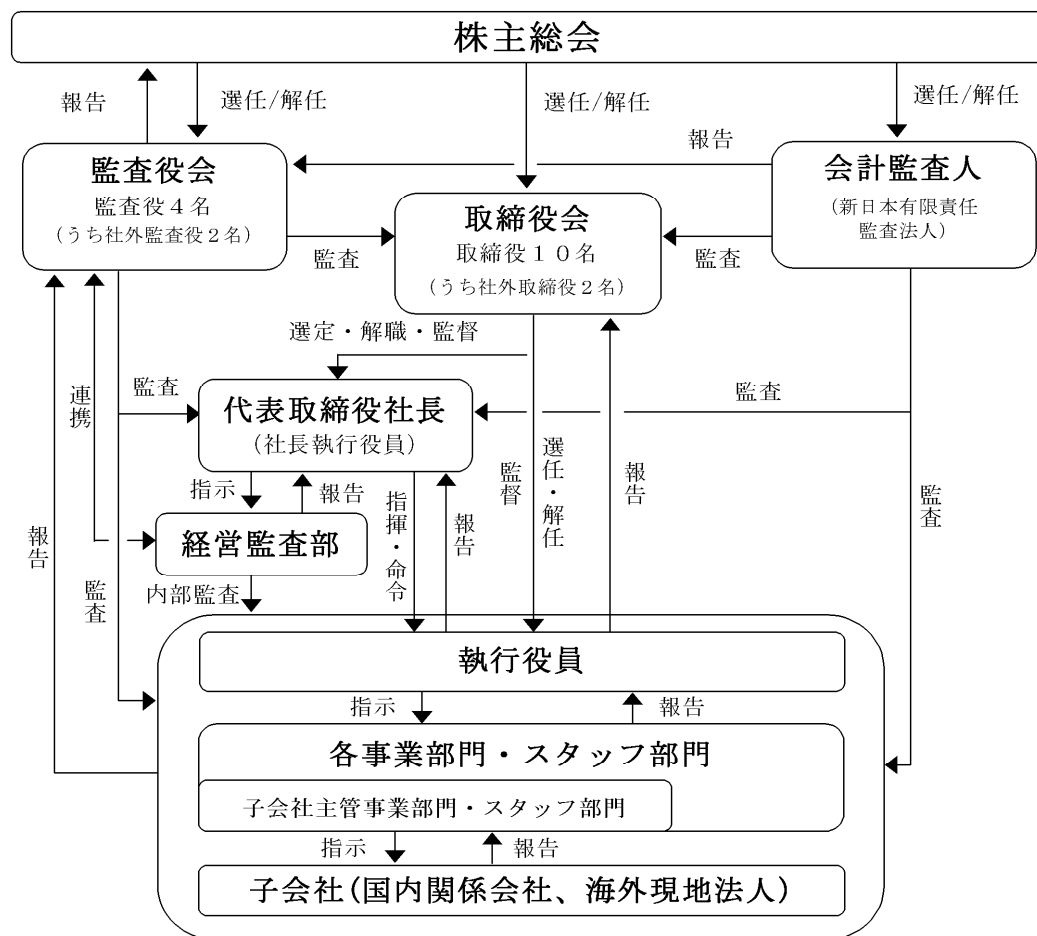 株主総会
報告
選任/解任
選任/解任
選任/解任
報告
監査役会
監査役４名
（うち社外監査役２名）
取締役会
取締役１０名
（うち社外取締役２名）
会計監査人
（新日本有限責任
監査法人）
監査
監査
選定・解職・監督
連携
監査
代表取締役社長
（社長執行役員）
監査
指示
報告
指揮・命令
報告
監督
選任・解任
報告
監査
経営監査部
報告
監査
内部監査
執行役員
指示
報告
各事業部門・スタッフ部門
子会社主管事業部門・スタッフ部門
指示
報告
子会社（国内関係会社、海外現地法人）